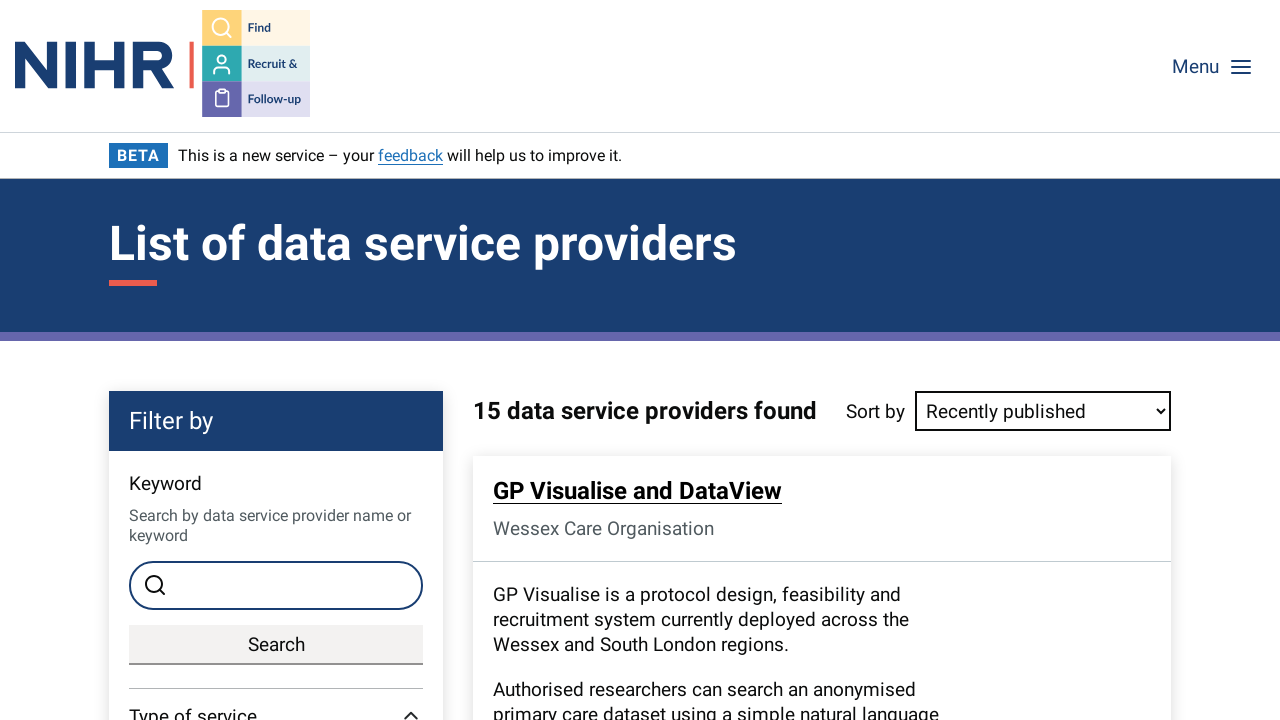 NIHR
Find
Recruit &
Follow-up
Menu
BETA This is a new service – your feedback will help us to improve it.
List of data service providers
Filter by
Keyword
Search by data service provider name or
keyword
Search
Type of service
15 data service providers found
Sort by Recently published
GP Visualise and DataView
Wessex Care Organisation
GP Visualise is a protocol design, feasibility and
recruitment system currently deployed across the
Wessex and South London regions.
Authorised researchers can search an anonymised
primary care dataset using a simple natural language